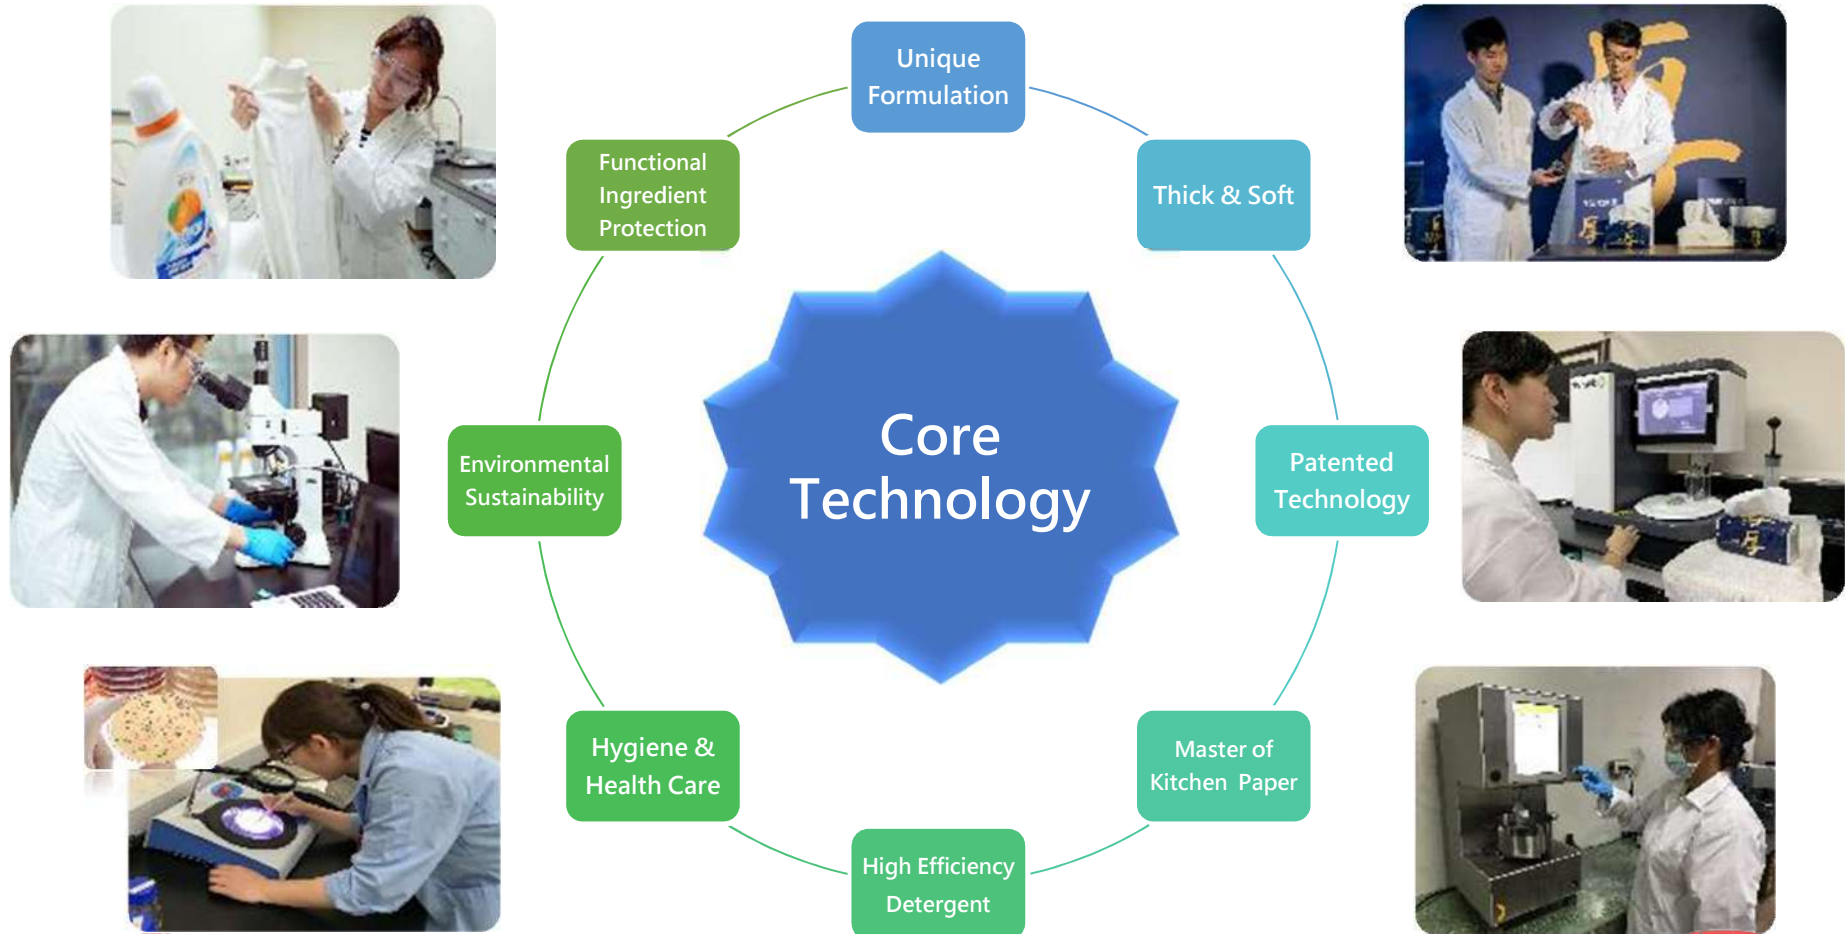 Unique
Formulation
Thick & Soft
Patented
Technology
Master of
Kitchen Paper
High Efficiency
Detergent
Hygiene &
Health Care
Environmental
Sustainability
Functional
Ingredient
Protection
Core
Technology